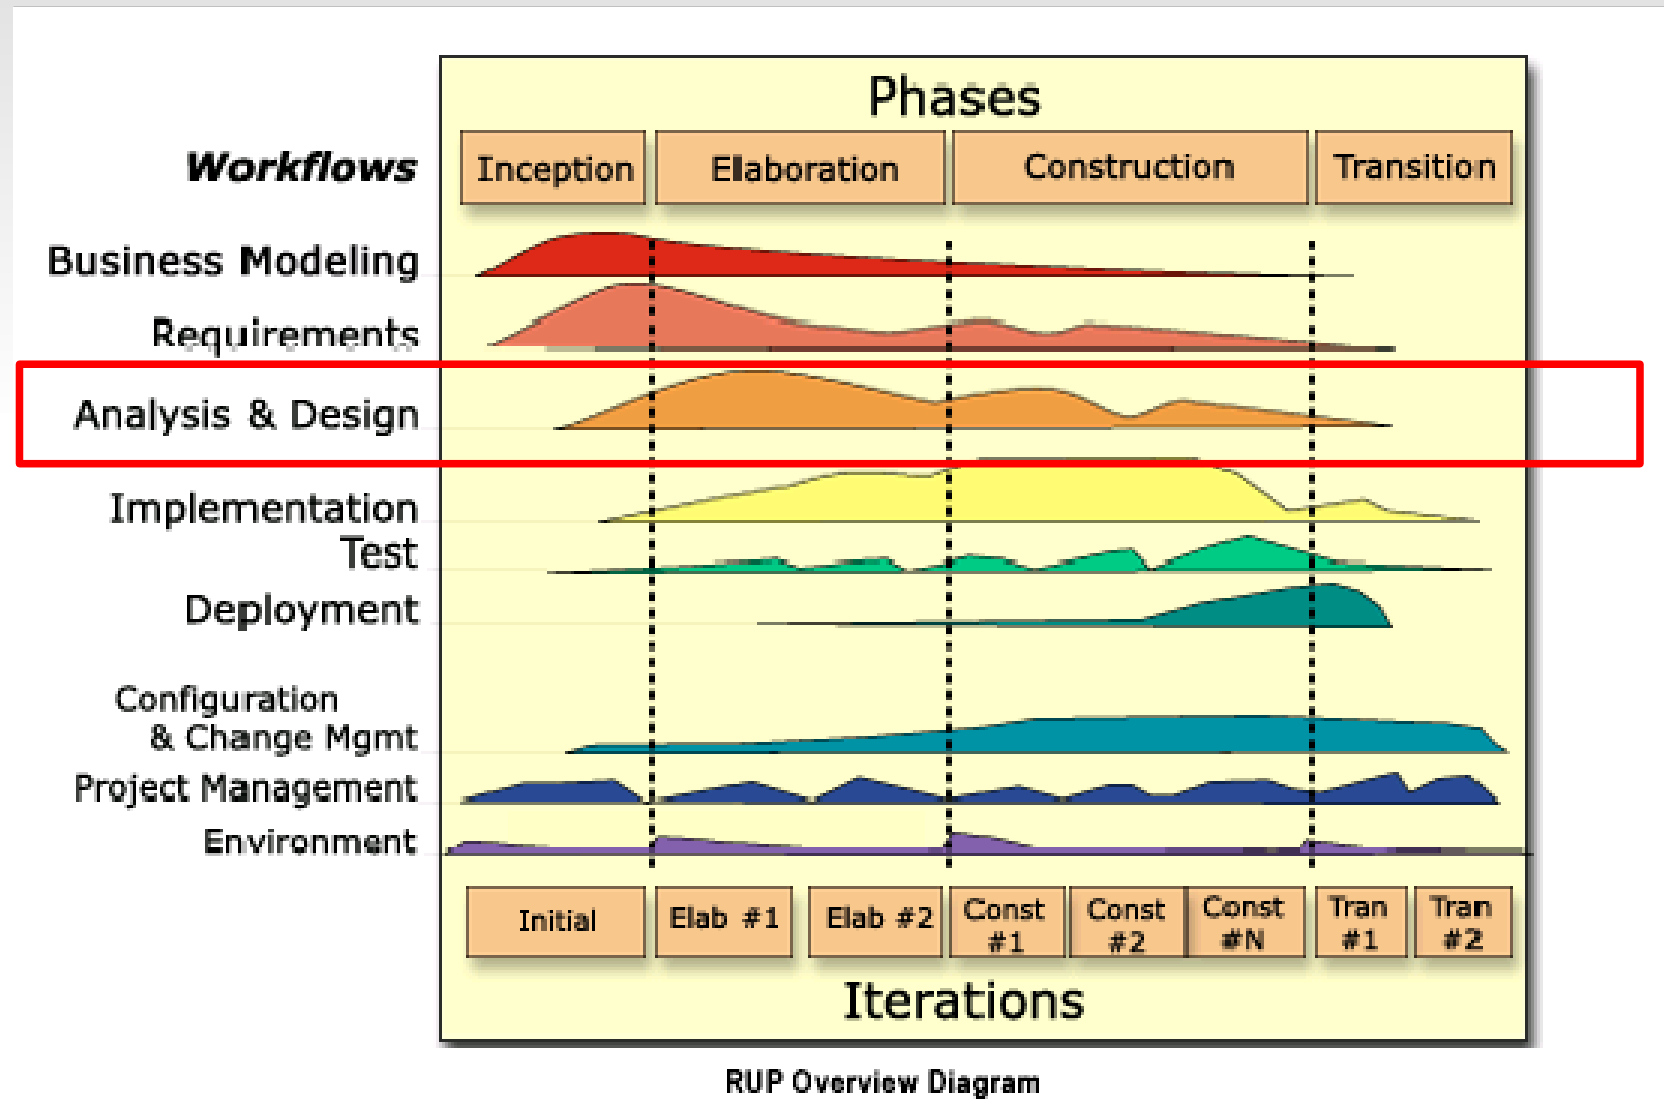 Phases
Workflows
Inception
Elaboration
Construction
Transition
Business Modeling
Requirements
Analysis & Design
Implementation
Test
Deployment
Configuration
& Change Mgmt
Project Management
Environment
Initial
Elab #1
Elab #2
Const
#1
Const
#2
Const
#N
Tran
#1
Tran
#2
Iterations
RUP Overview Diagram